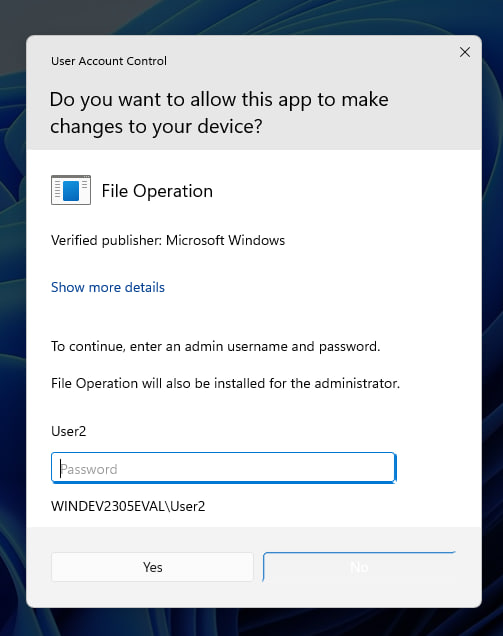 User Account Control
Do you want to allow this app to make
changes to your device?
File Operation
Verified publisher: Microsoft Windows
Show more details
To continue, enter an admin username and password.
File Operation will also be installed for the administrator.
User2
Password
WINDEV2305EVAL\User2
Yes
No